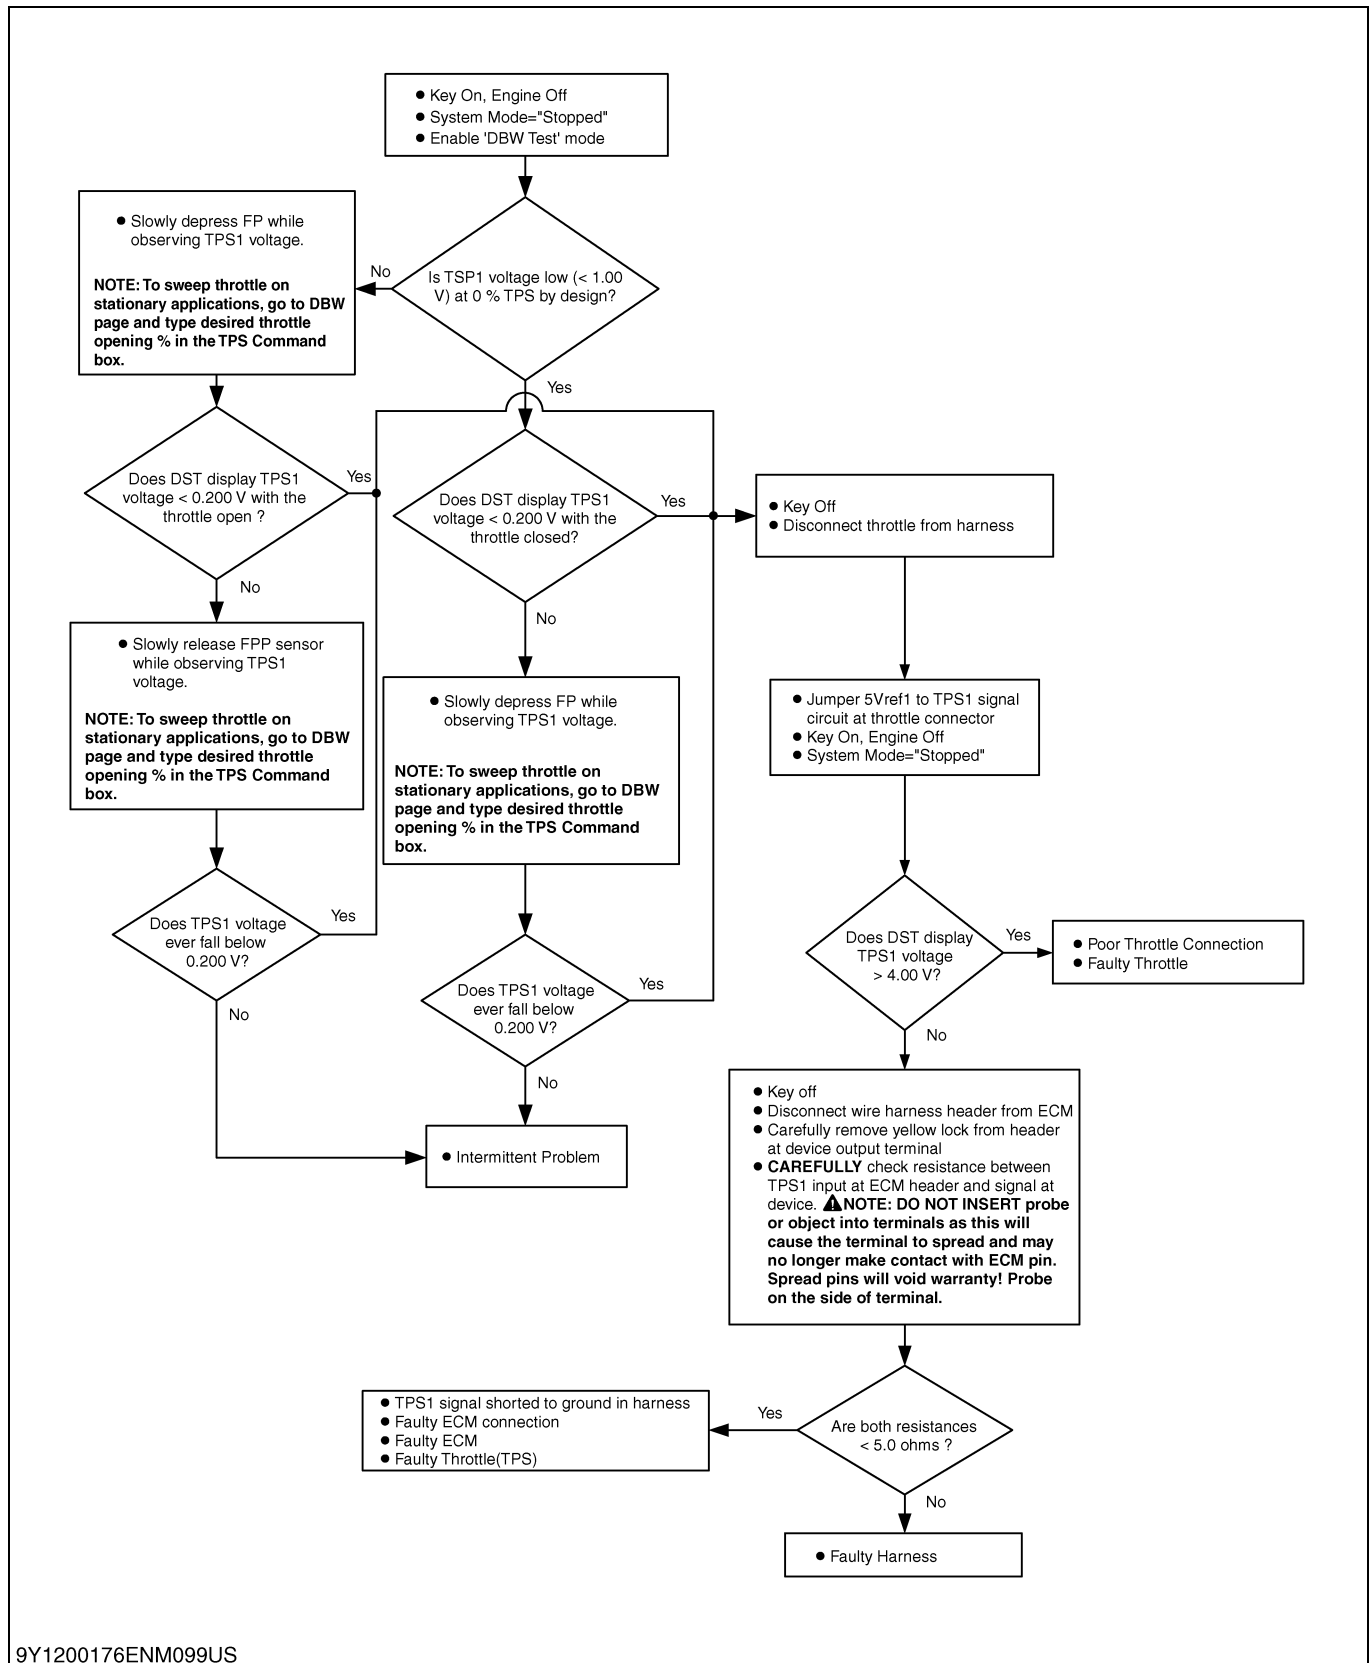 ● Key On, Engine Off
● System Mode="Stopped"
● Enable 'DBW Test' mode
● Slowly depress FP while
observing TPS1 voltage.
NOTE: To sweep throttle on
stationary applications, go to DBW
page and type desired throttle
opening % in the TPS Command
box.
No
Is TSP1 voltage low (< 1.00
V) at 0 % TPS by design?
Yes
Does DST display TPS1
voltage < 0.200 V with the
throttle open ?
Yes
No
Does DST display TPS1
voltage < 0.200 V with the
throttle closed?
Yes
No
● Key Off
● Disconnect throttle from harness
● Slowly release FPP sensor
while observing TPS1
voltage.
NOTE: To sweep throttle on
stationary applications, go to DBW
page and type desired throttle
opening % in the TPS Command
box.
● Slowly depress FP while
observing TPS1 voltage.
NOTE: To sweep throttle on
stationary applications, go to DBW
page and type desired throttle
opening % in the TPS Command
box.
● Jumper 5Vref1 to TPS1 signal
circuit at throttle connector
● Key On, Engine Off
● System Mode="Stopped"
Does TPS1 voltage
ever fall below
0.200 V?
Yes
No
Does TPS1 voltage
ever fall below
0.200 V?
Yes
No
Does DST display
TPS1 voltage
> 4.00 V?
Yes
No
● Poor Throttle Connection
● Faulty Throttle
● Intermittent Problem
● Key off
● Disconnect wire harness header from ECM
● Carefully remove yellow lock from header
at device output terminal
● CAREFULLY check resistance between
TPS1 input at ECM header and signal at
device. NOTE: DO NOT INSERT probe
or object into terminals as this will
cause the terminal to spread and may
no longer make contact with ECM pin.
Spread pins will void warranty! Probe
on the side of terminal.
Are both resistances
< 5.0 ohms ?
Yes
No
● TPS1 signal shorted to ground in harness
● Faulty ECM connection
● Faulty ECM
● Faulty Throttle(TPS)
● Faulty Harness
9Y1200176ENM099US